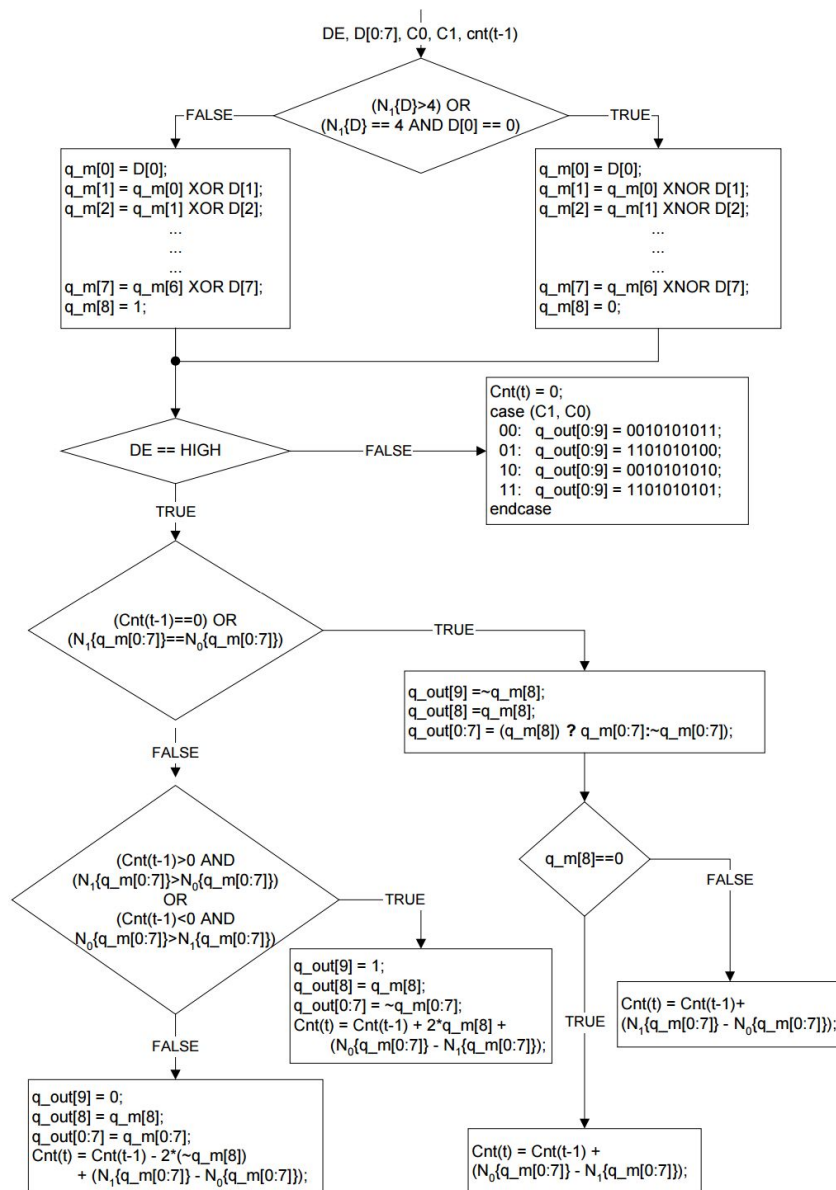 DE, D[0:7], C0, C1, cnt(t-1)
(N1{D}>4) OR
(N1{D} == 4 AND D[0] == 0)
FALSE
TRUE
q_m[0] = D[0];
q_m[1] = q_m[0] XOR D[1];
q_m[2] = q_m[1] XOR D[2];
...
...
...
q_m[7] = q_m[6] XOR D[7];
q_m[8] = 1;
q_m[0] = D[0];
q_m[1] = q_m[0] XNOR D[1];
q_m[2] = q_m[1] XNOR D[2];
...
...
...
q_m[7] = q_m[6] XNOR D[7];
q_m[8] = 0;
DE == HIGH
FALSE
Cnt(t) = 0;
case (C1, C0)
00: q_out[0:9] = 0010101011;
01: q_out[0:9] = 1101010100;
10: q_out[0:9] = 0010101010;
11: q_out[0:9] = 1101010101;
endcase
TRUE
(Cnt(t-1)==0) OR
(N1{q_m[0:7]}==N0{q_m[0:7]})
TRUE
q_out[9] =~q_m[8];
q_out[8] =q_m[8];
q_out[0:7] = (q_m[8]) ? q_m[0:7]:~q_m[0:7]);
FALSE
q_m[8]==0
FALSE
Cnt(t) = Cnt(t-1)+
(N1{q_m[0:7]} - N0{q_m[0:7]});
TRUE
Cnt(t) = Cnt(t-1) +
(N0{q_m[0:7]} - N1{q_m[0:7]});
(Cnt(t-1)>0 AND
(N1{q_m[0:7]}>N0{q_m[0:7]})
OR
(Cnt(t-1)<0 AND
N0{q_m[0:7]}>N1{q_m[0:7]})
TRUE
q_out[9] = 1;
q_out[8] = q_m[8];
q_out[0:7] = ~q_m[0:7];
Cnt(t) = Cnt(t-1) + 2*q_m[8] +
(N0{q_m[0:7]} - N1{q_m[0:7]});
FALSE
q_out[9] = 0;
q_out[8] = q_m[8];
q_out[0:7] = q_m[0:7];
Cnt(t) = Cnt(t-1) - 2*(~q_m[8])
+ (N1{q_m[0:7]} - N0{q_m[0:7]});